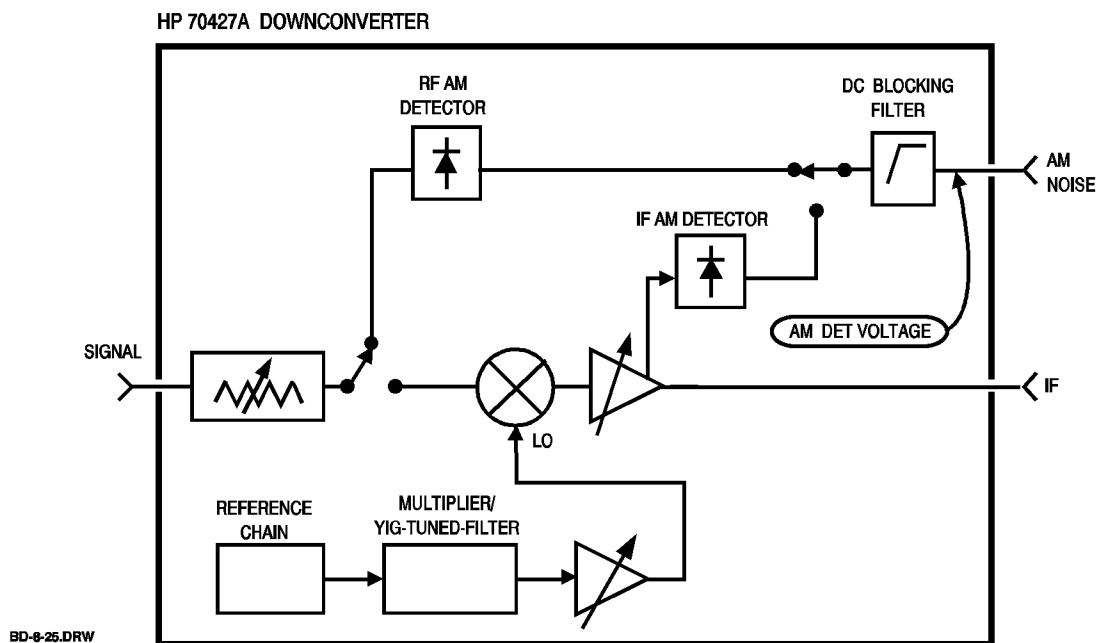 HP 70427A DOWNCONVERTER
RF AM
DETECTOR
DC BLOCKING
FILTER
AM
NOISE
IF AM DETECTOR
AM DET VOLTAGE
SIGNAL
IF
LO
REFERENCE
CHAIN
MULTIPLIER/
YIG-TUNED-FILTER
BD-8-25.DRW